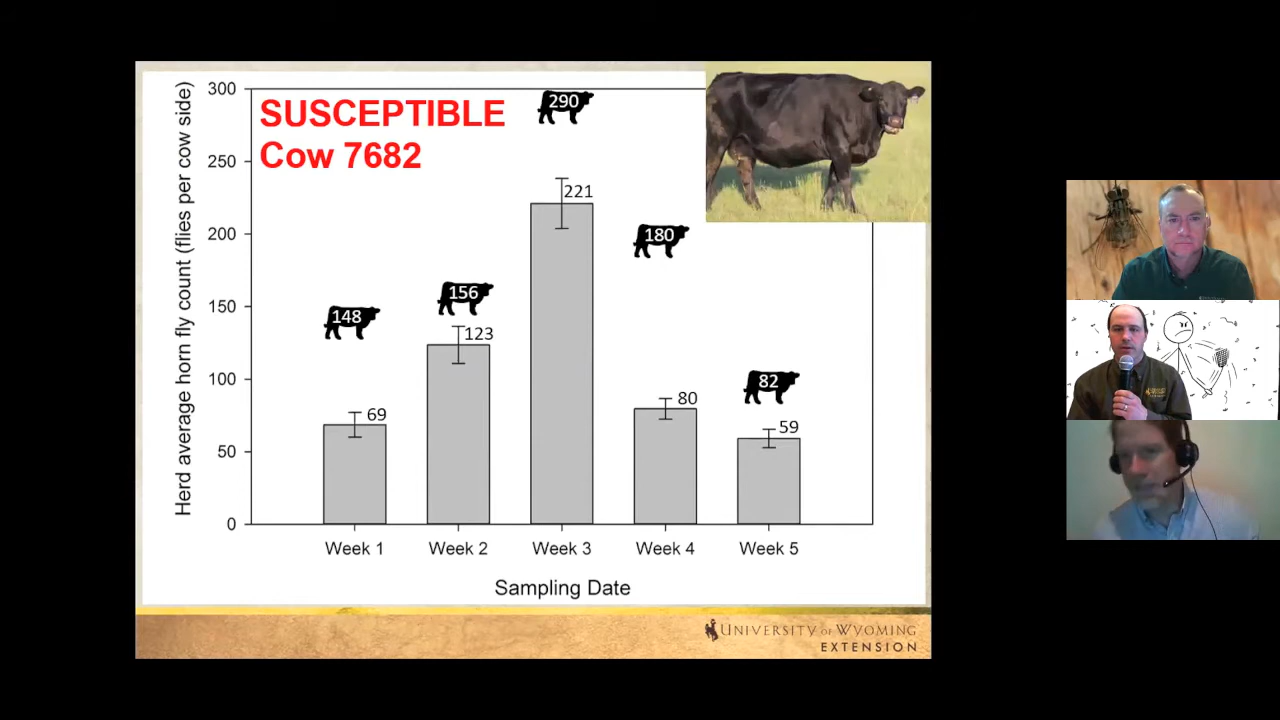 SUSCEPTIBLE
Cow 7682
Herd average horn fly count (flies per cow side)
300
250
200
150
100
50
0
148
69
156
123
290
221
180
80
82
59
Week 1
Week 2
Week 3
Week 4
Week 5
Sampling Date
UNIVERSITY OF WYOMING
EXTENSION